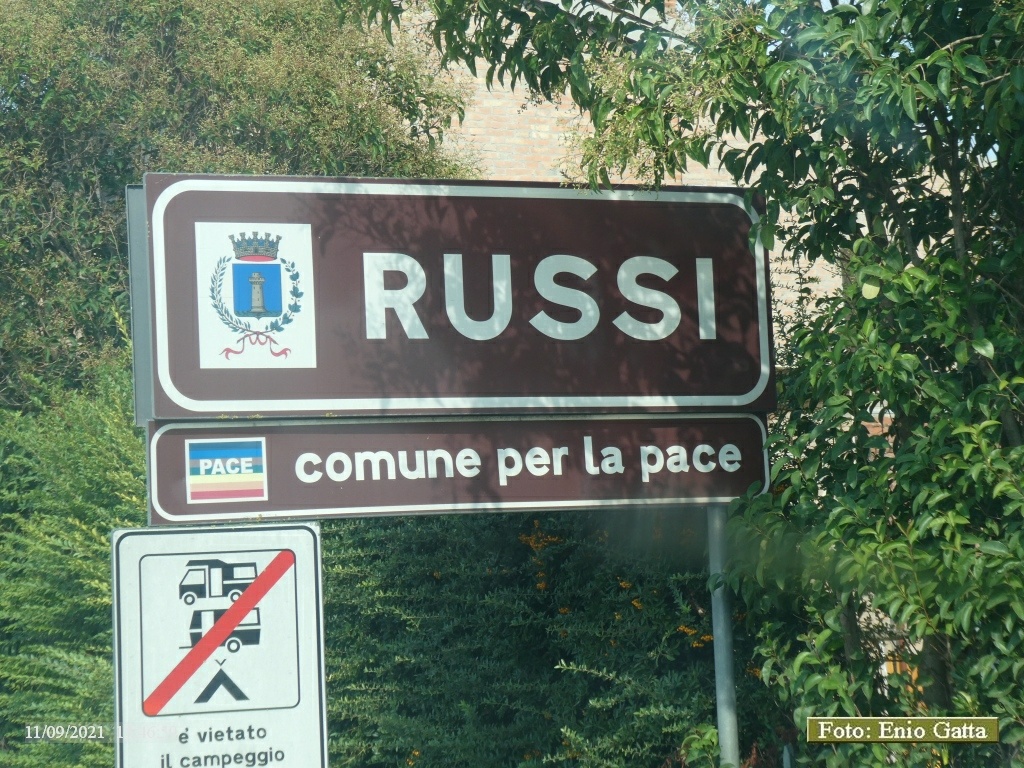 RUSSI
PACE
comune per la pace
è vietato
il campeggio
11/09/2021
Foto: Enio Gatta